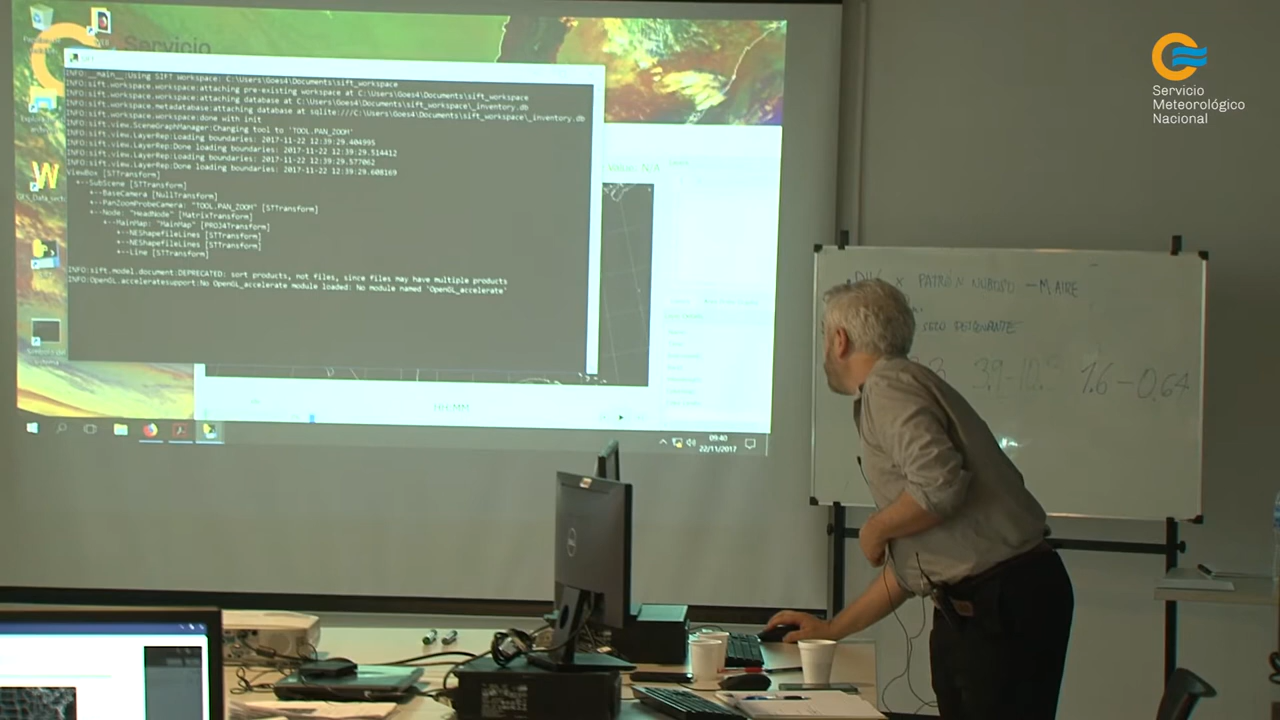 Servicio
INFO:__main__:Using SIFT workspace: C:\Users\Goes4\Documents\sift_workspace
INFO:sift.workspace.workspace:attaching pre-existing workspace at C:\Users\Goes4\Documents\sift_workspace
INFO:sift.workspace.workspace:attaching database at C:\Users\Goes4\Documents\sift_workspace\_inventory.db
INFO:sift.workspace.metadatabase:attaching database at sqlite:///C:\Users\Goes4\Documents\sift_workspace\_inventory.db
INFO:sift.workspace.workspace:done with init
INFO:sift.view.SceneGraphManager:Changing tool to 'TOOL.PAN_ZOOM'
INFO:sift.view.LayerRep:Loading boundaries: 2017-11-22 12:39:29.404995
INFO:sift.view.LayerRep:Done loading boundaries: 2017-11-22 12:39:29.514412
INFO:sift.view.LayerRep:Loading boundaries: 2017-11-22 12:39:29.577062
INFO:sift.view.LayerRep:Done loading boundaries: 2017-11-22 12:39:29.608169
ViewBox [STTransform]
+--SubScene [STTransform]
+--BaseCamera [NullTransform]
+--PanZoomProbeCamera: "TOOL.PAN_ZOOM" [STTransform]
+--Node: "HeadNode" [MatrixTransform]
+--MainMap: "MainMap" [PROJ4Transform]
+--NEShapefileLines [STTransform]
+--NEShapefileLines [STTransform]
+--Line [STTransform]
INFO:sift.model.document:DEPRECATED: sort products, not files, since files may have multiple products
INFO:OpenGL.acceleratesupport:No OpenGL_accelerate module loaded: No module named 'OpenGL_accelerate'
09:40
22/11/2017
Servicio
Meteorológico
Nacional
x PATRÓN NUBOSO - M. AIRE
3.9-10.3 1.6-0.64